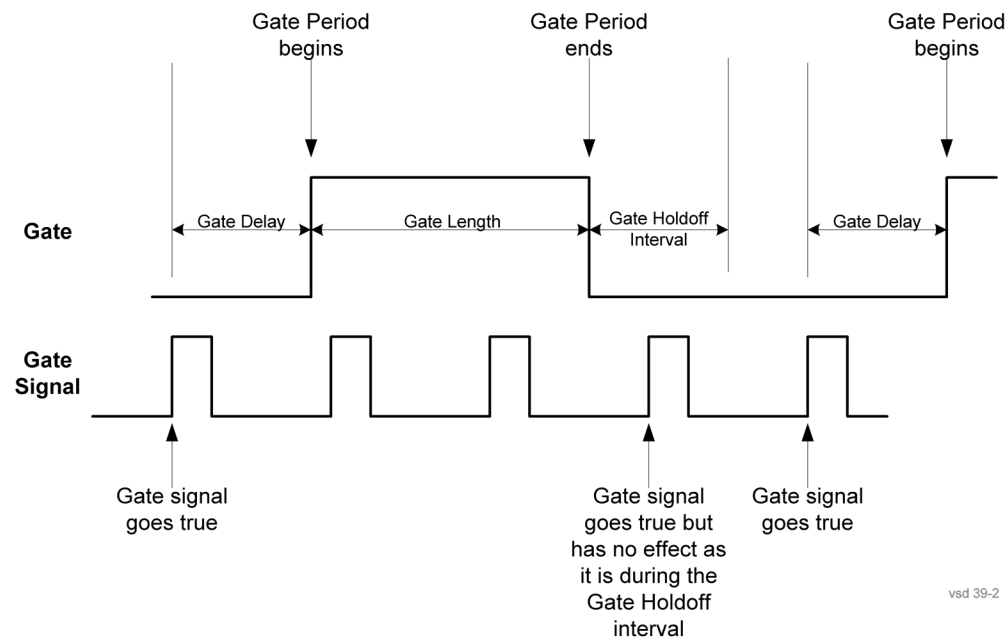 Gate Period
begins
Gate Period
ends
Gate Period
begins
Gate
Gate Delay
Gate Length
Gate Holdoff
Interval
Gate Delay
Gate
Signal
Gate signal
goes true
Gate signal
goes true but
has no effect as
it is during the
Gate Holdoff
interval
Gate signal
goes true
vsd 39-2